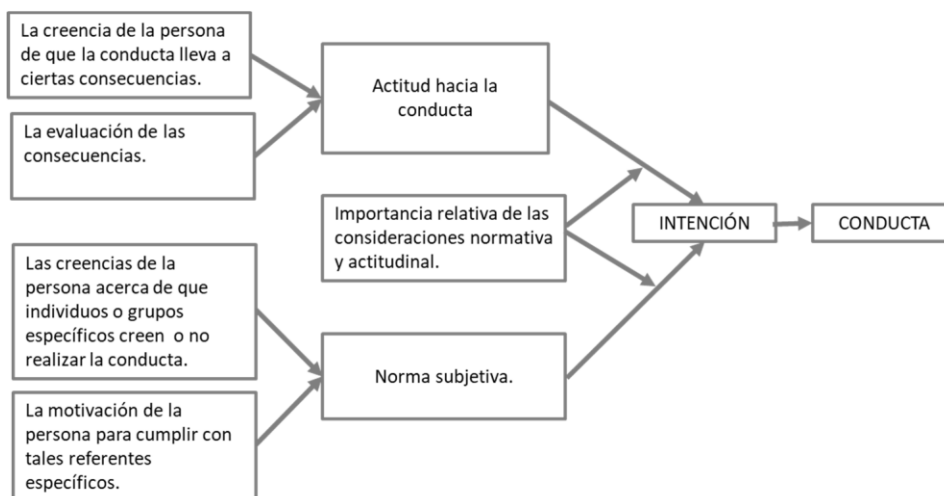 La creencia de la persona
de que la conducta lleva a
ciertas consecuencias.
La evaluación de las
consecuencias.
Actitud hacia la
conducta
Importancia relativa de las
consideraciones normativa
y actitudinal.
INTENCIÓN
CONDUCTA
Las creencias de la
persona acerca de que
individuos o grupos
específicos creen o no
realizar la conducta.
La motivación de la
persona para cumplir con
tales referentes
específicos.
Norma subjetiva.